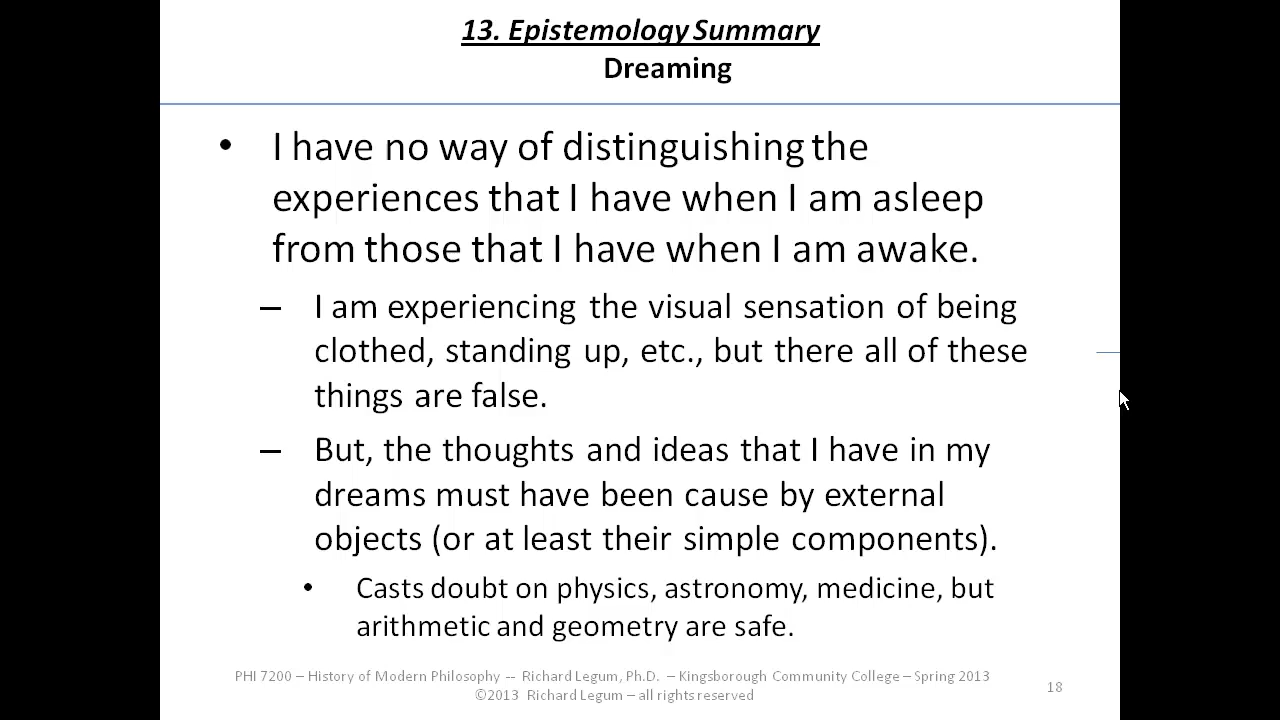 13. Epistemology Summary
Dreaming
• I have no way of distinguishing the
experiences that I have when I am asleep
from those that I have when I am awake.
– I am experiencing the visual sensation of being
clothed, standing up, etc., but there all of these
things are false.
– But, the thoughts and ideas that I have in my
dreams must have been cause by external
objects (or at least their simple components).
• Casts doubt on physics, astronomy, medicine, but
arithmetic and geometry are safe.
PHI 7200 – History of Modern Philosophy -- Richard Legum, Ph.D. – Kingsborough Community College – Spring 2013
©2013 Richard Legum – all rights reserved
18